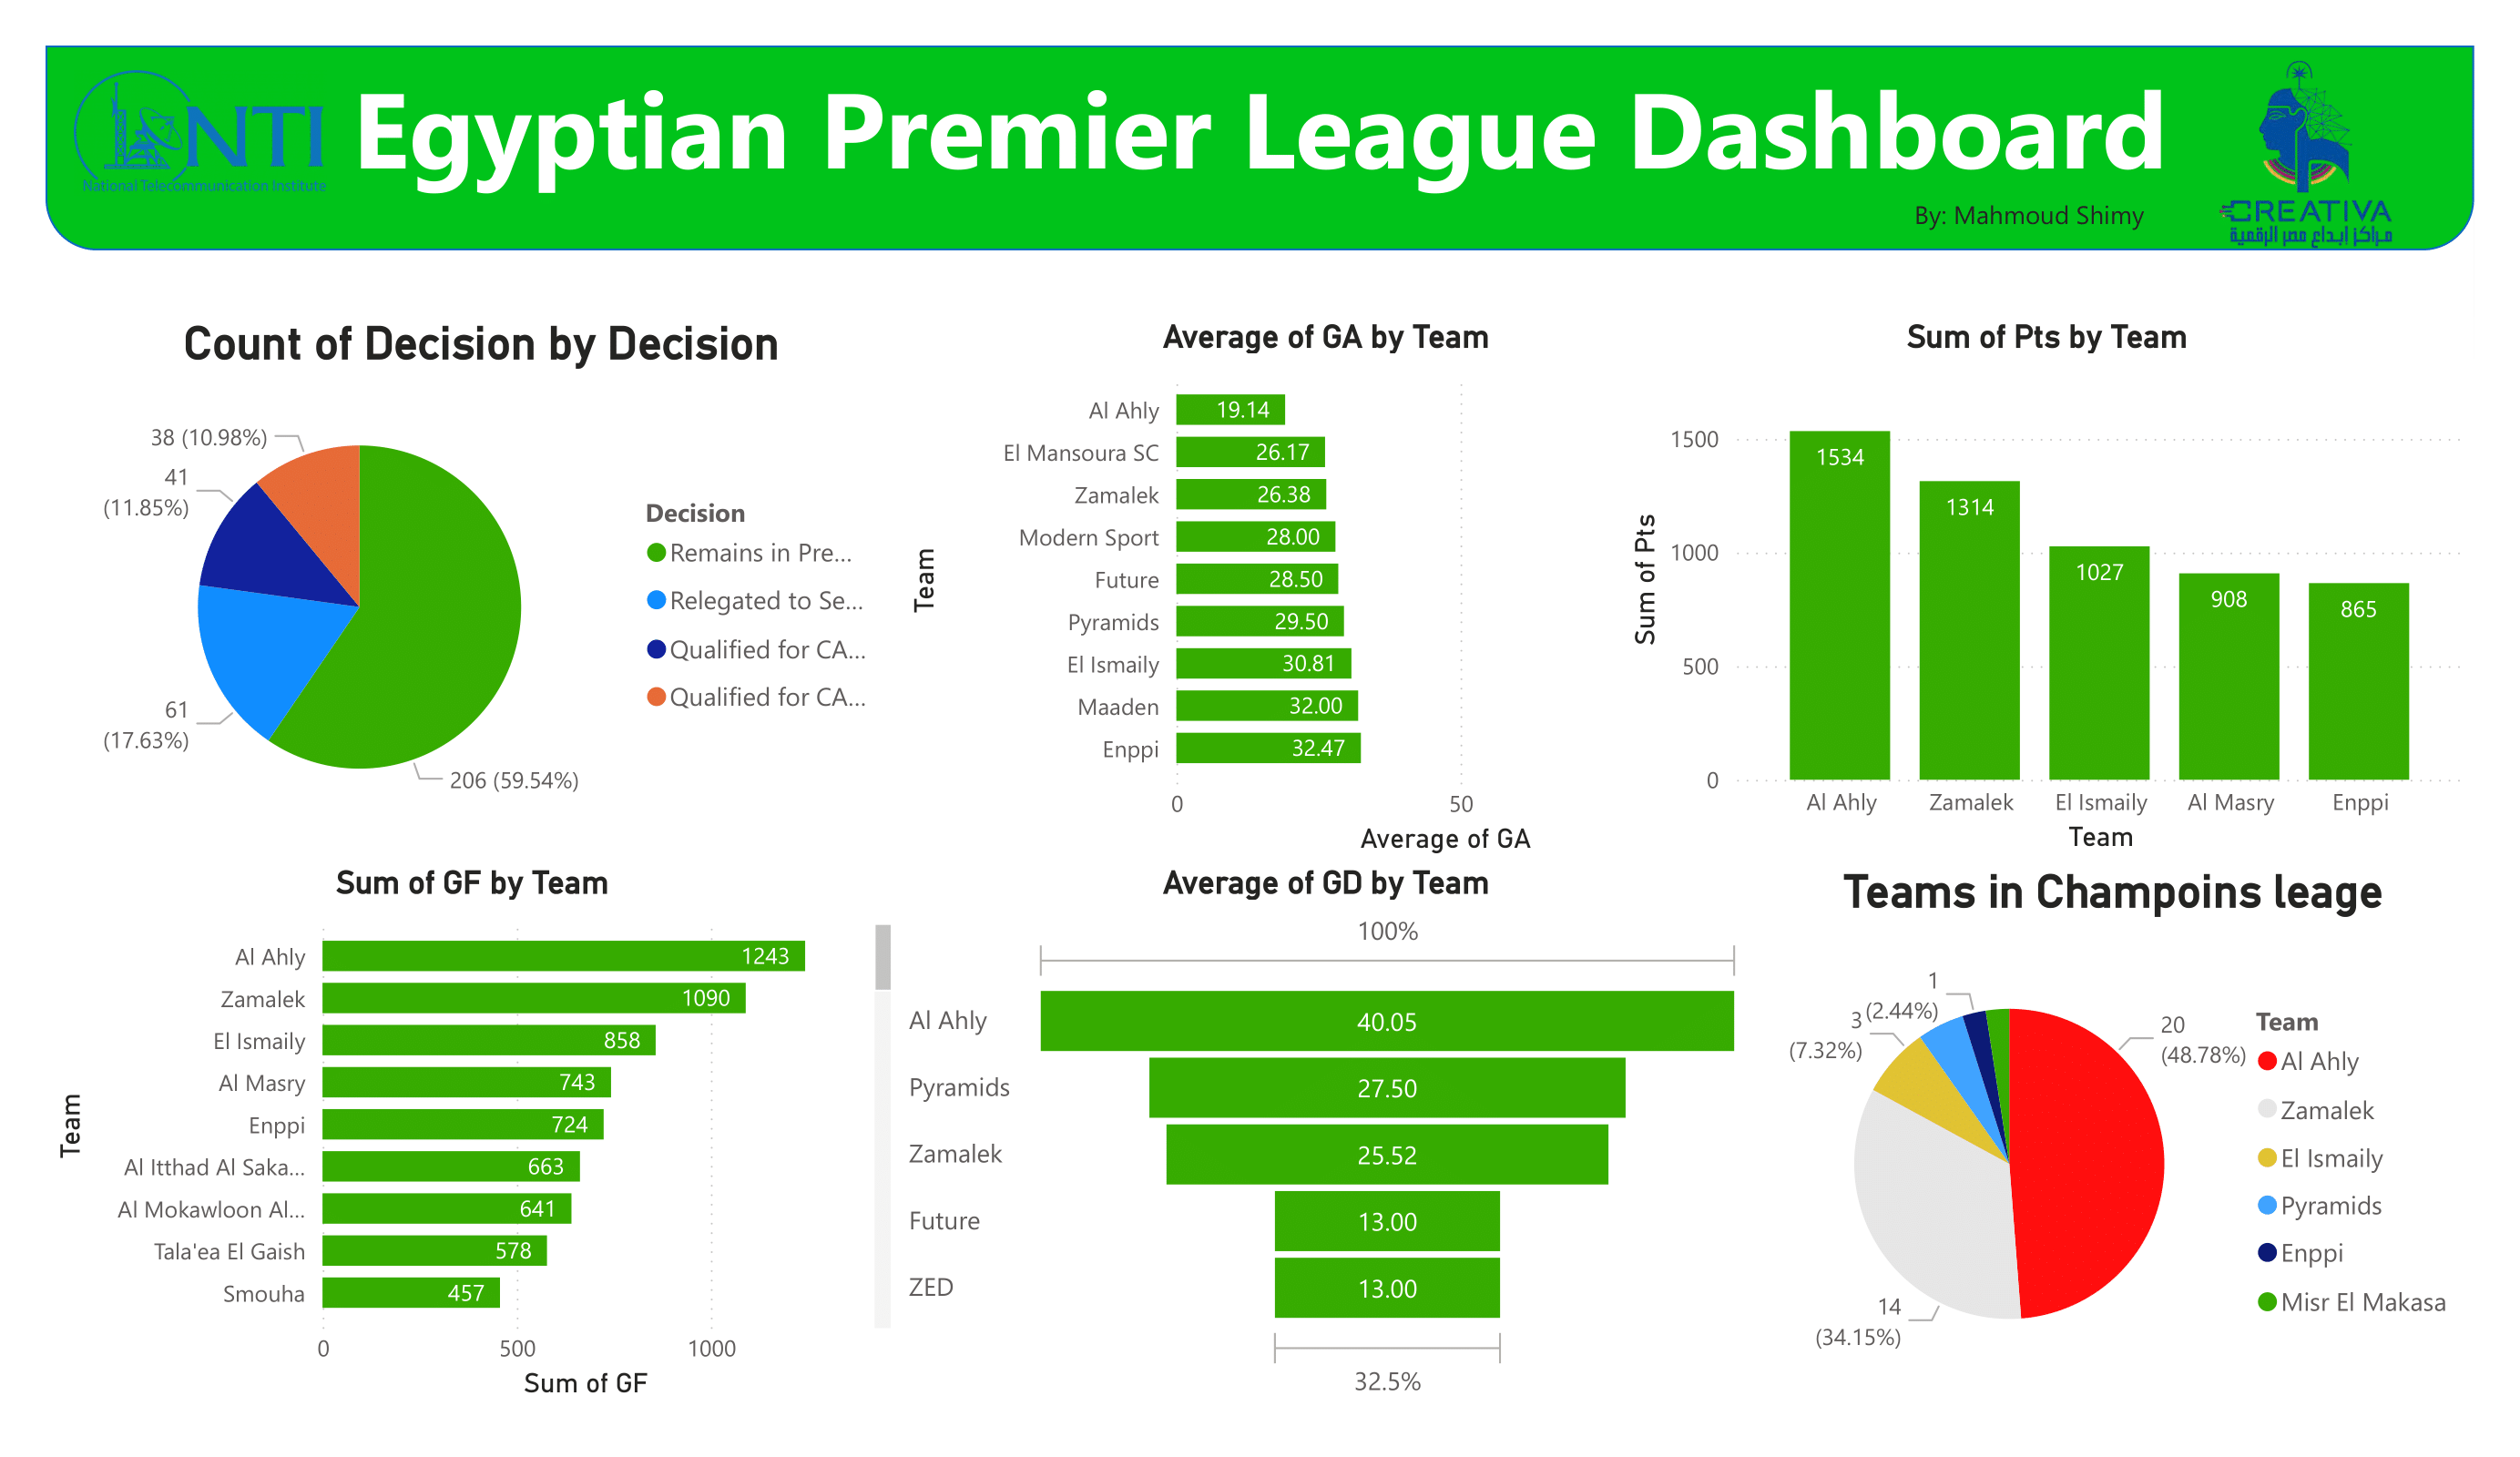 NTI
National Telecommunication Institute
Egyptian Premier League Dashboard
By: Mahmoud Shimy
CREATIVA
مراكز إبداع مصر الرقمية
Count of Decision by Decision
38 (10.98%)
41
(11.85%)
61
(17.63%)
206 (59.54%)
Decision
Remains in Pre...
Relegated to Se...
Qualified for CA...
Qualified for CA...
Average of GA by Team
Team
Al Ahly 19.14
El Mansoura SC 26.17
Zamalek 26.38
Modern Sport 28.00
Future 28.50
Pyramids 29.50
El Ismaily 30.81
Maaden 32.00
Enppi 32.47
0 50
Average of GA
Sum of Pts by Team
Sum of Pts
1500
1000
500
0
1534
1314
1027
908
865
Al Ahly Zamalek El Ismaily Al Masry Enppi
Team
Sum of GF by Team
Team
Al Ahly 1243
Zamalek 1090
El Ismaily 858
Al Masry 743
Enppi 724
Al Itthad Al Saka... 663
Al Mokawloon Al... 641
Tala'ea El Gaish 578
Smouha 457
0 500 1000
Sum of GF
Average of GD by Team
100%
Al Ahly 40.05
Pyramids 27.50
Zamalek 25.52
Future 13.00
ZED 13.00
32.5%
Teams in Champoins leage
1
(2.44%)
3
(7.32%)
20
(48.78%)
14
(34.15%)
Team
Al Ahly
Zamalek
El Ismaily
Pyramids
Enppi
Misr El Makasa